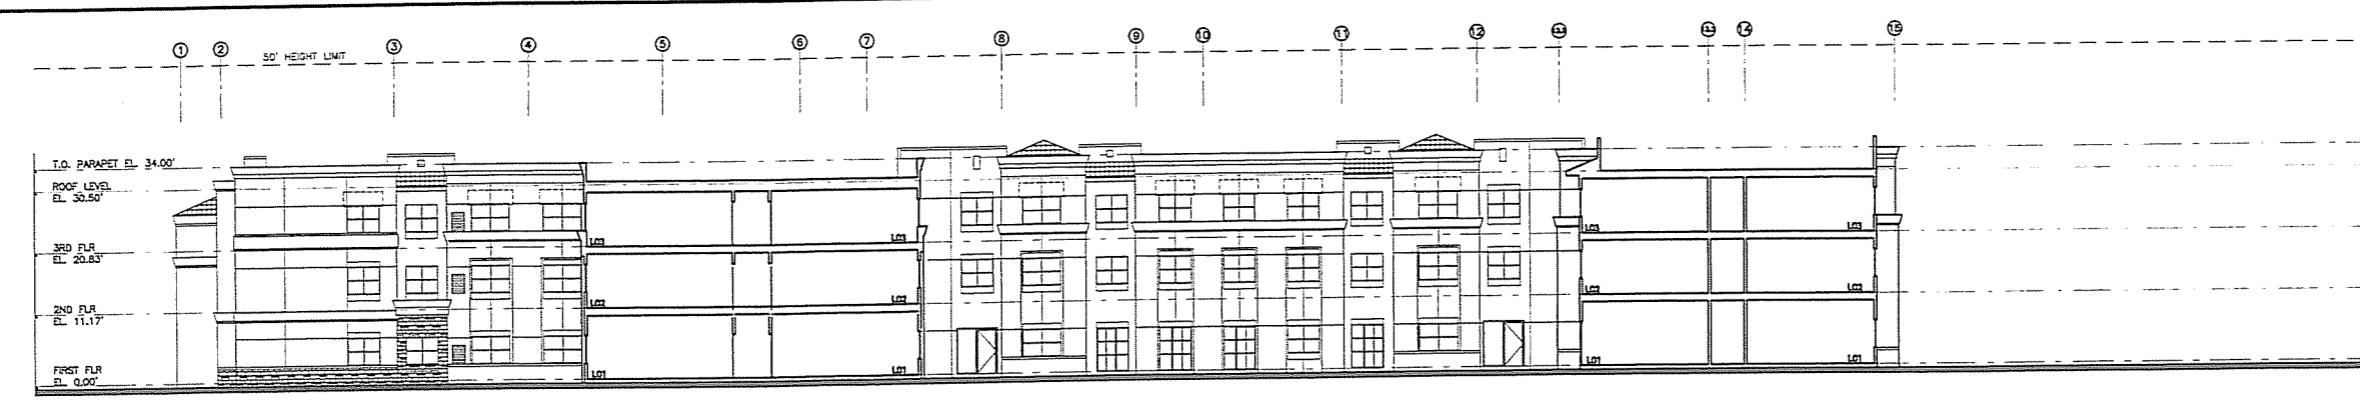 1 2 3 4 5 6 7 8 9 10 11 12 13 14 15
50' HEIGHT LIMIT
T.O. PARAPET EL. 34.00'
ROOF LEVEL
EL. 30.50'
3RD FLR
EL. 20.83'
2ND FLR
EL. 11.17'
FIRST FLR
EL. 0.00'
L03 L03 L03 L03
L02 L02 L02 L02
L01 L01 L01 L01